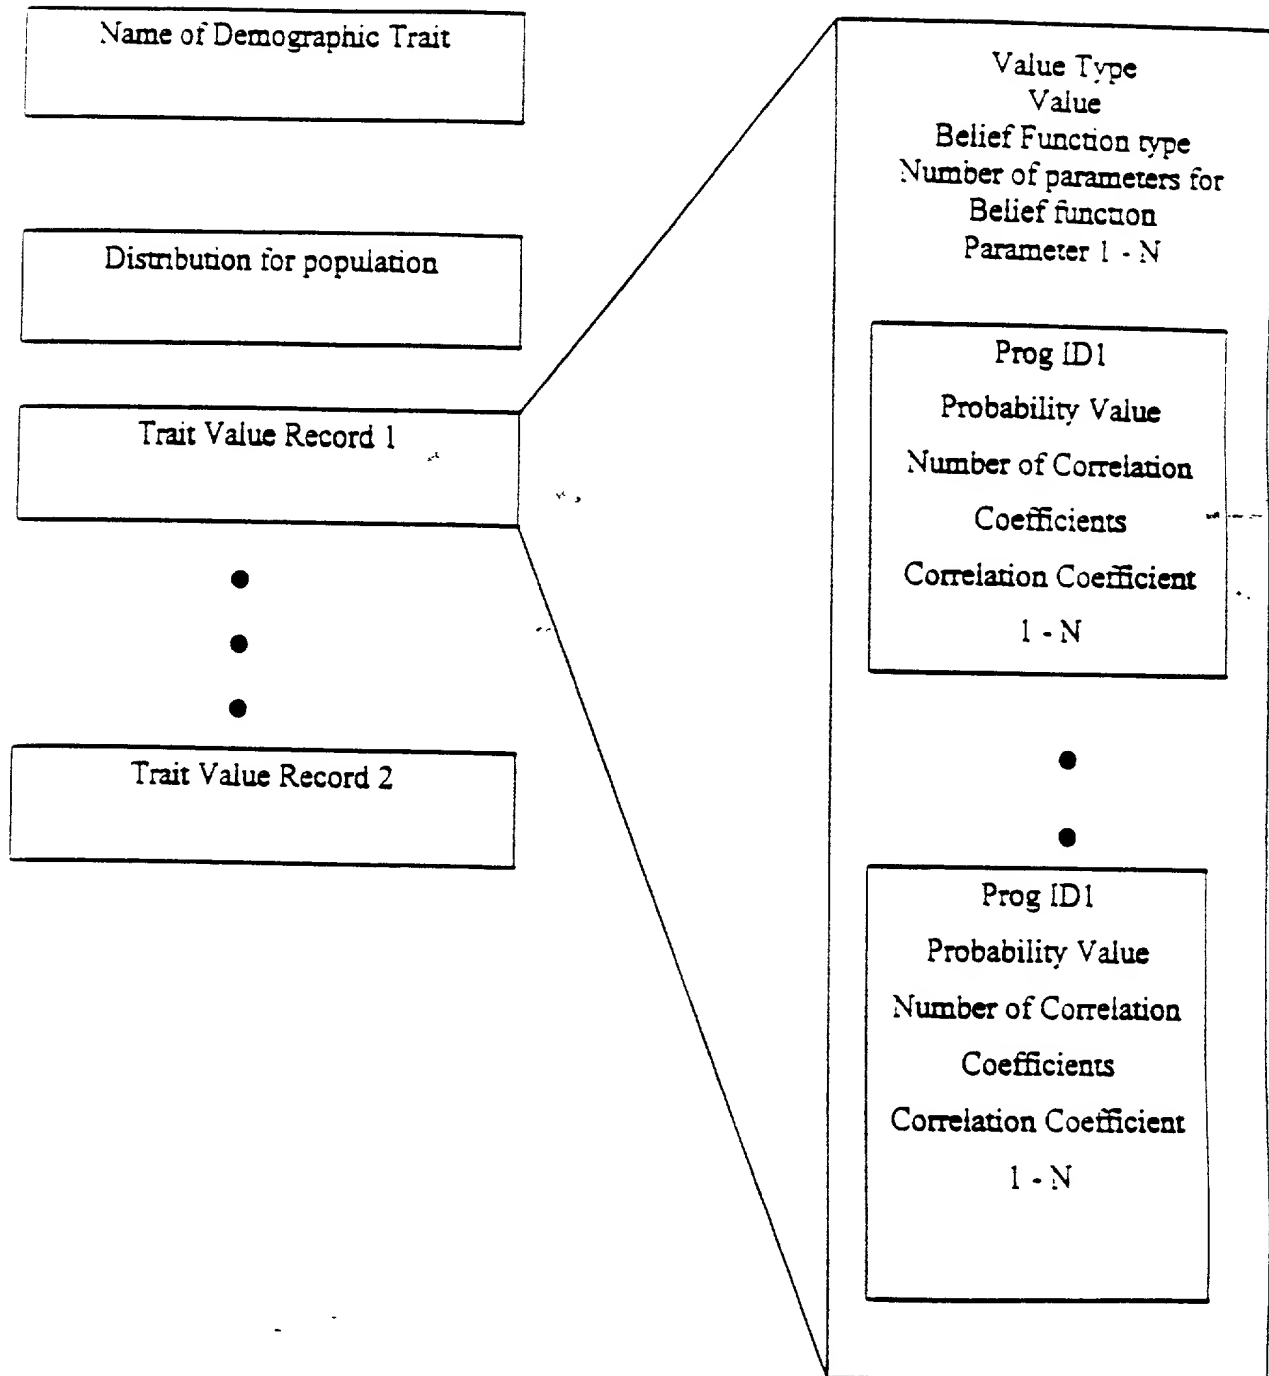 Name of Demographic Trait
Distribution for population
Trait Value Record 1
Trait Value Record 2
Value Type
Value
Belief Function type
Number of parameters for
Belief function
Parameter 1 - N
Prog ID1
Probability Value
Number of Correlation
Coefficients
Correlation Coefficient
1 - N
Prog ID1
Probability Value
Number of Correlation
Coefficients
Correlation Coefficient
1 - N